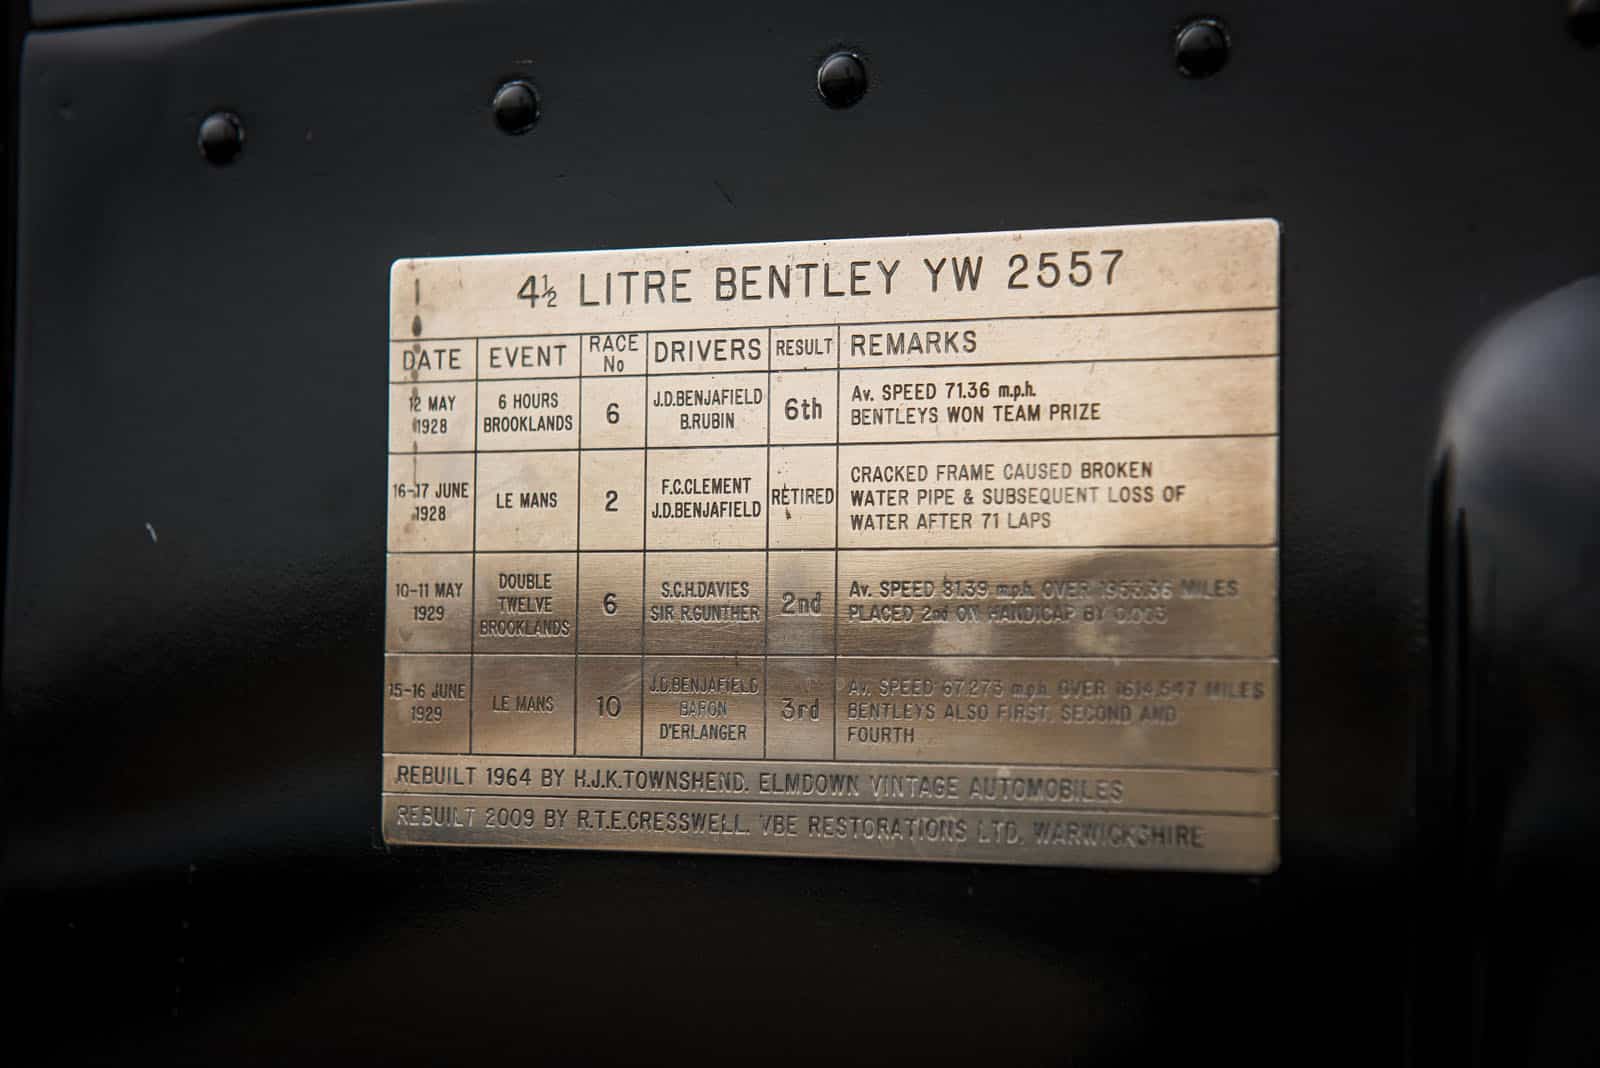 4½ LITRE BENTLEY YW 2557
DATE EVENT RACE No DRIVERS RESULT REMARKS
12 MAY
1928
6 HOURS
BROOKLANDS
6
J.D.BENJAFIELD
B.RUBIN
6th
Av. SPEED 71.36 m.p.h.
BENTLEYS WON TEAM PRIZE
16-17 JUNE
1928
LE MANS
2
F.C.CLEMENT
J.D.BENJAFIELD
RETIRED
CRACKED FRAME CAUSED BROKEN
WATER PIPE & SUBSEQUENT LOSS OF
WATER AFTER 71 LAPS
10-11 MAY
1929
DOUBLE
TWELVE
BROOKLANDS
6
S.C.H.DAVIES
SIR R.GUNTHER
2nd
Av. SPEED 81.39 m.p.h. OVER MILES
PLACED 2nd ON HANDICAP BY
15-16 JUNE
1929
LE MANS
10
J.D.BENJAFIELD
BARON
D'ERLANGER
3rd
Av. SPEED 67.273 m.p.h. OVER 1614.547 MILES
BENTLEYS ALSO FIRST, SECOND AND
FOURTH
REBUILT 1964 BY H.J.K.TOWNSHEND. ELMDOWN VINTAGE AUTOMOBILES
REBUILT 2009 BY R.T.E.CRESSWELL. VBE RESTORATIONS LTD. WARWICKSHIRE